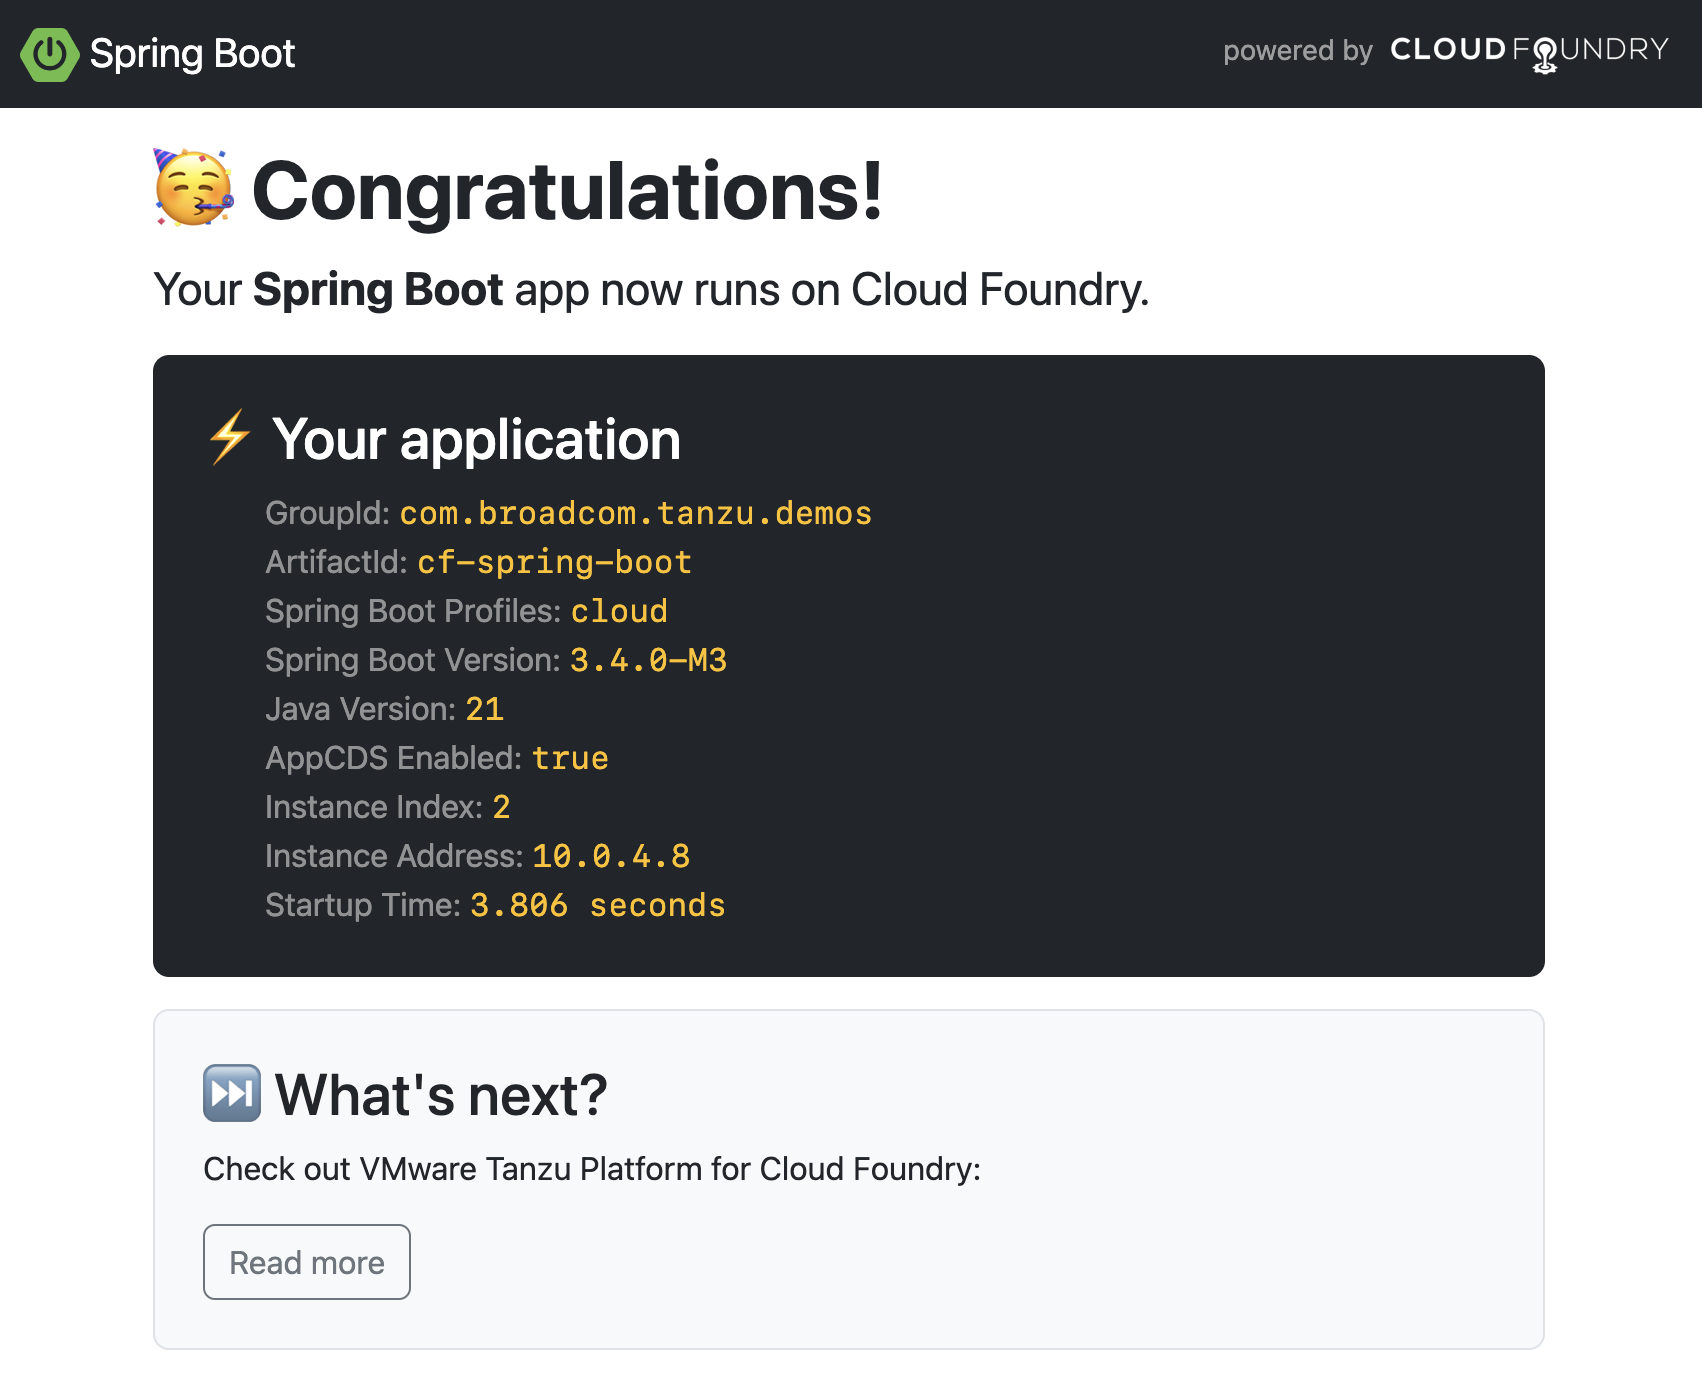 Spring Boot
powered by CLOUD FOUNDRY
Congratulations!
Your Spring Boot app now runs on Cloud Foundry.
Your application
GroupId: com.broadcom.tanzu.demos
ArtifactId: cf-spring-boot
Spring Boot Profiles: cloud
Spring Boot Version: 3.4.0-M3
Java Version: 21
AppCDS Enabled: true
Instance Index: 2
Instance Address: 10.0.4.8
Startup Time: 3.806 seconds
What's next?
Check out VMware Tanzu Platform for Cloud Foundry:
Read more